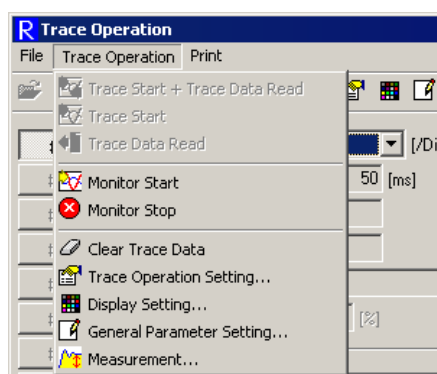 R Trace Operation
File Trace Operation Print
Trace Start + Trace Data Read
Trace Start
Trace Data Read
[/Di
Monitor Start
50 [ms]
Monitor Stop
Clear Trace Data
Trace Operation Setting...
Display Setting...
[%]
General Parameter Setting...
Measurement...